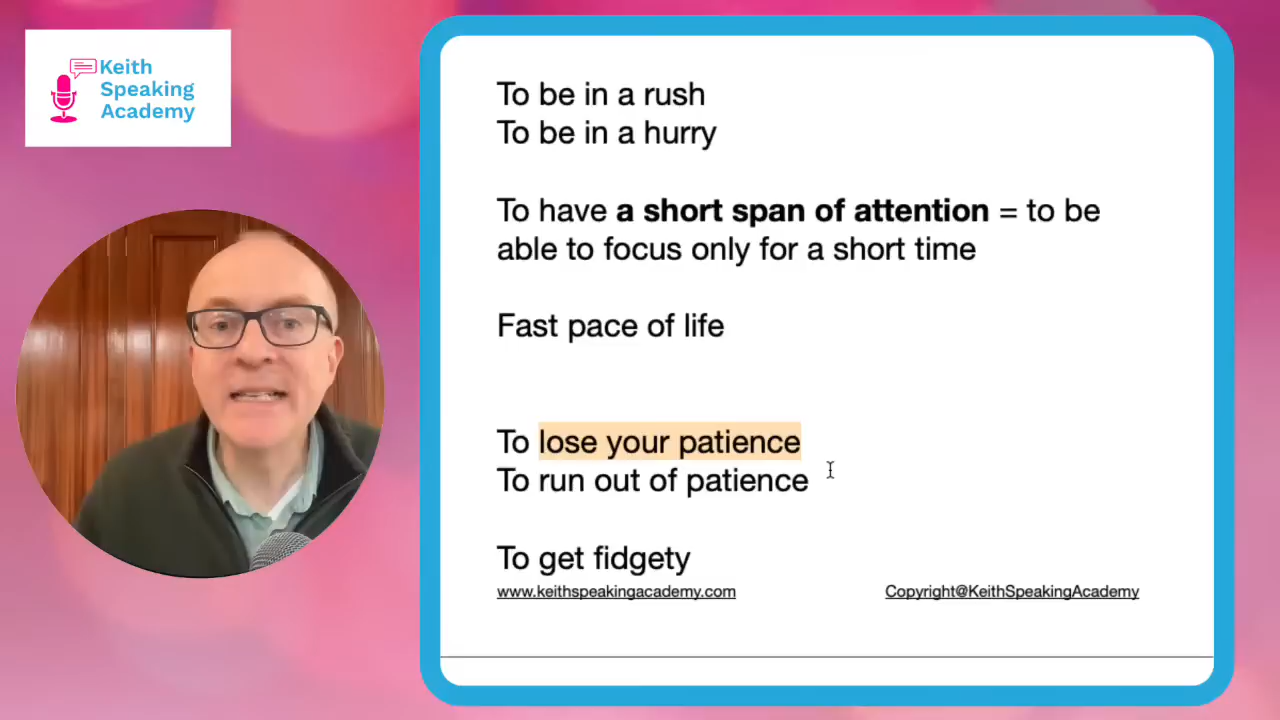 Keith
Speaking
Academy
To be in a rush
To be in a hurry
To have a short span of attention = to be
able to focus only for a short time
Fast pace of life
To lose your patience
To run out of patience
To get fidgety
www.keithspeakingacademy.com
Copyright@KeithSpeakingAcademy